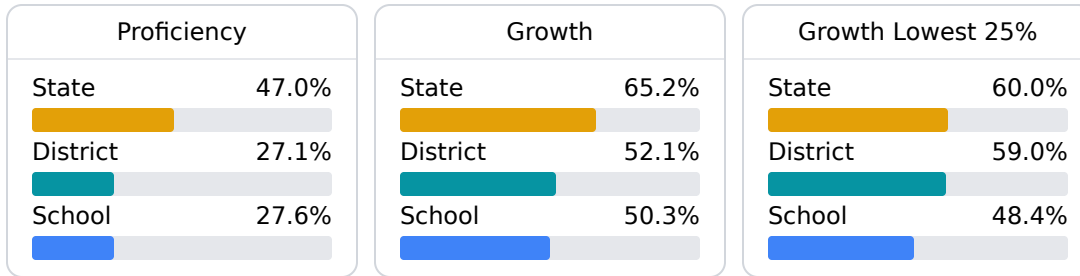 Proficiency
State 47.0%
District 27.1%
School 27.6%
Growth
State 65.2%
District 52.1%
School 50.3%
Growth Lowest 25%
State 60.0%
District 59.0%
School 48.4%